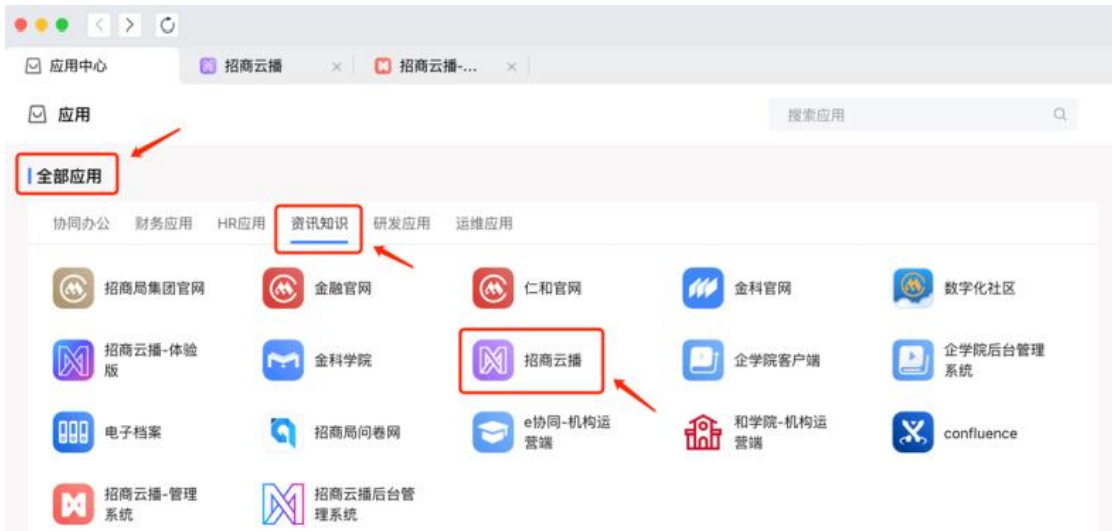 应用中心 招商云播 招商云播-...
应用 搜索应用
全部应用
协同办公 财务应用 HR应用 资讯知识 研发应用 运维应用
招商局集团官网 金融官网 仁和官网 金科官网 数字化社区
招商云播-体验版 金科学院 招商云播 企学院客户端 企学院后台管理系统
电子档案 招商局问卷网 e协同-机构运营端 和学院-机构运营端 confluence
招商云播-管理系统 招商云播后台管理系统